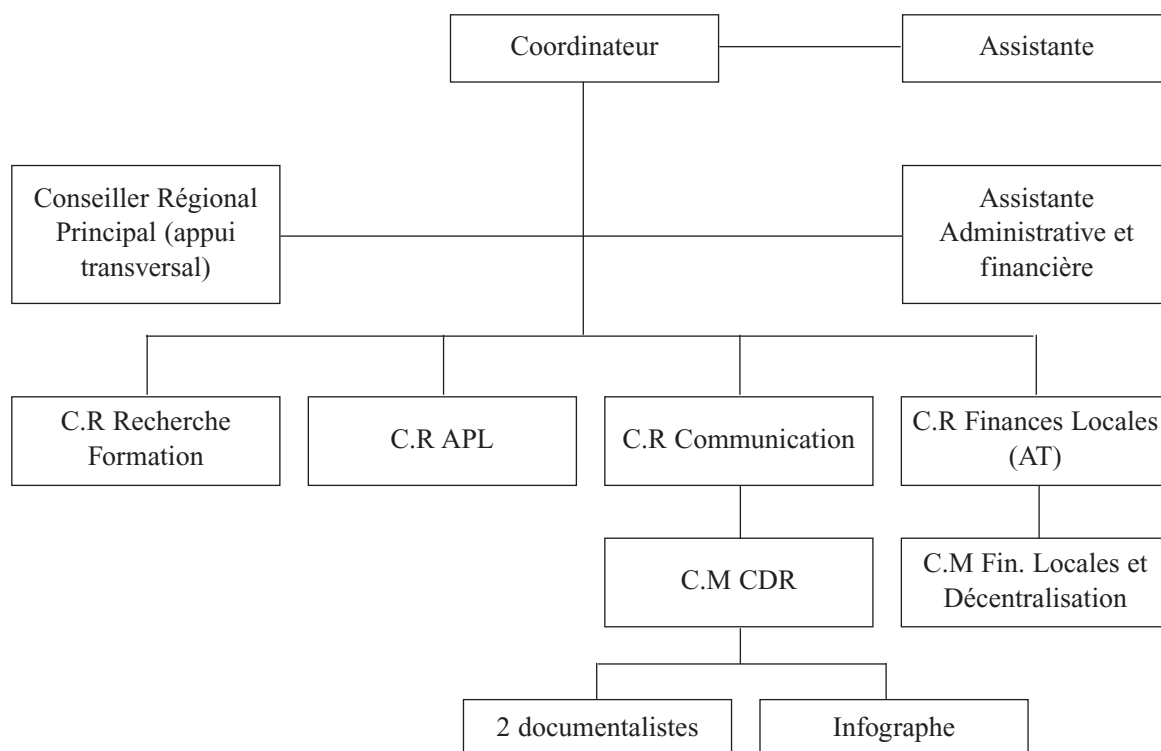 Coordinateur
Assistante
Conseiller Régional
Principal (appui
transversal)
Assistante
Administrative et
financière
C.R Recherche
Formation
C.R APL
C.R Communication
C.R Finances Locales
(AT)
C.M CDR
C.M Fin. Locales et
Décentralisation
2 documentalistes
Infographe